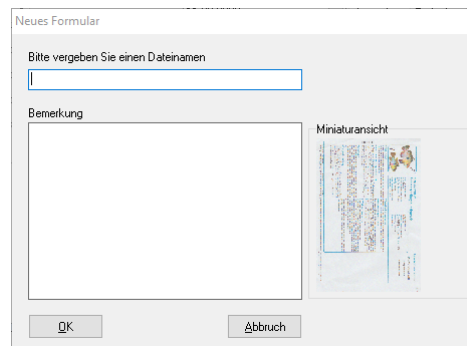 Neues Formular
Bitte vergeben Sie einen Dateinamen
Bemerkung
Miniaturansicht
OK
Abbruch